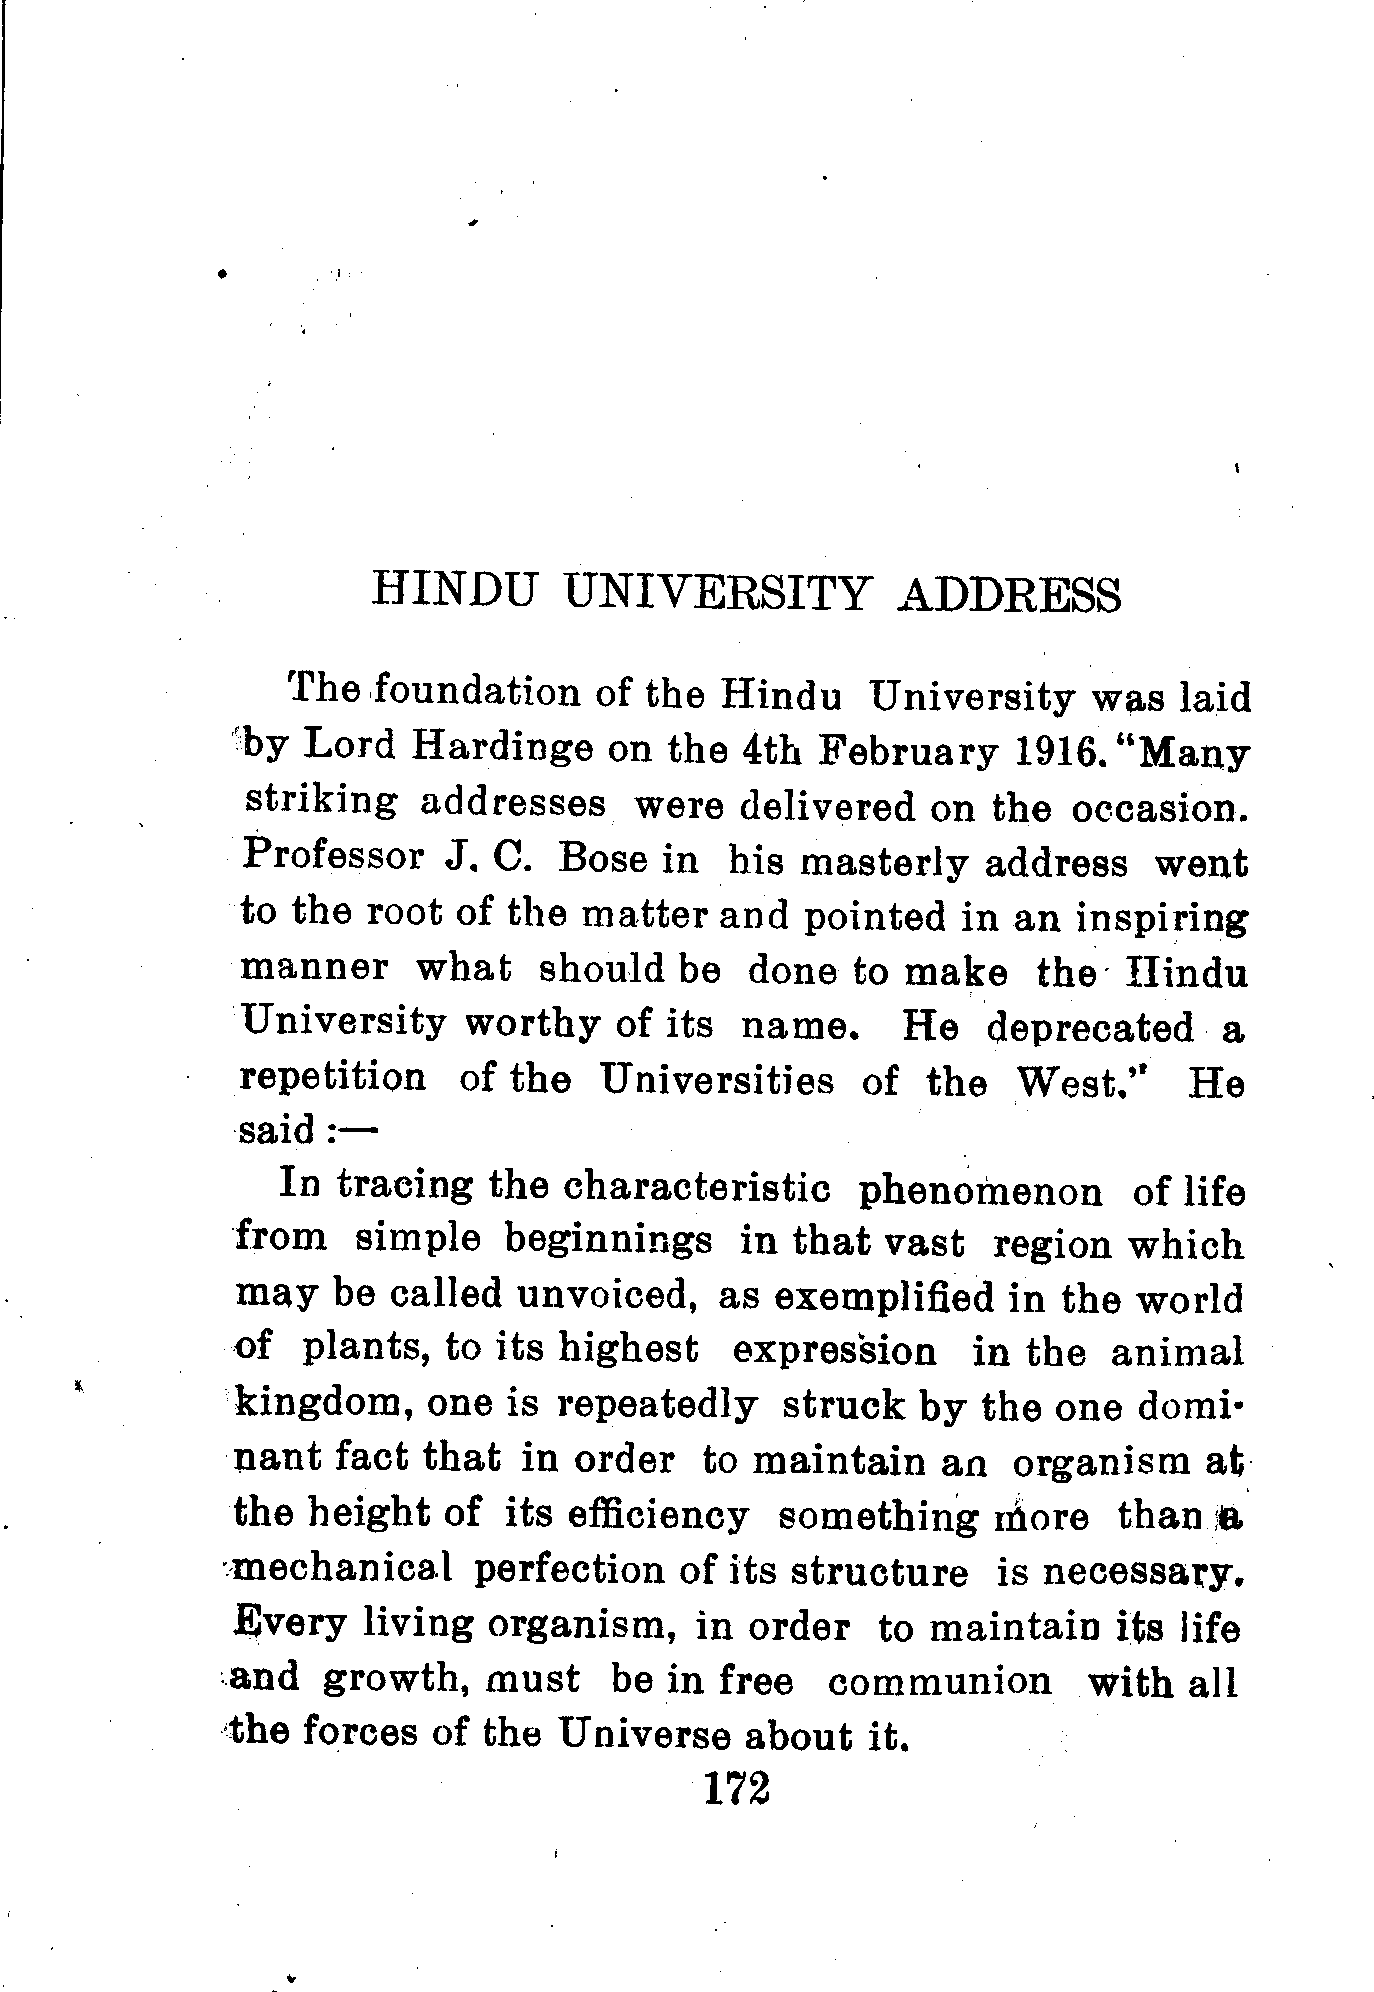 HINDU UNIVERSITY ADDRESS
The foundation of the Hindu University was laid
by Lord Hardinge on the 4th February 1916. "Many
striking addresses were delivered on the occasion.
Professor J. C. Bose in his masterly address went
to the root of the matter and pointed in an inspiring
manner what should be done to make the Hindu
University worthy of its name. He deprecated a
repetition of the Universities of the West." He
said :—
In tracing the characteristic phenomenon of life
from simple beginnings in that vast region which
may be called unvoiced, as exemplified in the world
of plants, to its highest expression in the animal
kingdom, one is repeatedly struck by the one domi-
nant fact that in order to maintain an organism at
the height of its efficiency something more than a
mechanical perfection of its structure is necessary.
Every living organism, in order to maintain its life
and growth, must be in free communion with all
the forces of the Universe about it.
172